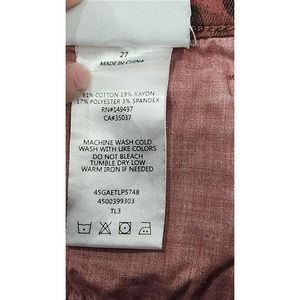 27
MADE IN CHINA
61% COTTON 19% RAYON
17% POLYESTER 3% SPANDEX
RN#149497
CA#35037
MACHINE WASH COLD
WASH WITH LIKE COLORS
DO NOT BLEACH
TUMBLE DRY LOW
WARM IRON IF NEEDED
45GAETLP5748
4500399303
TL3